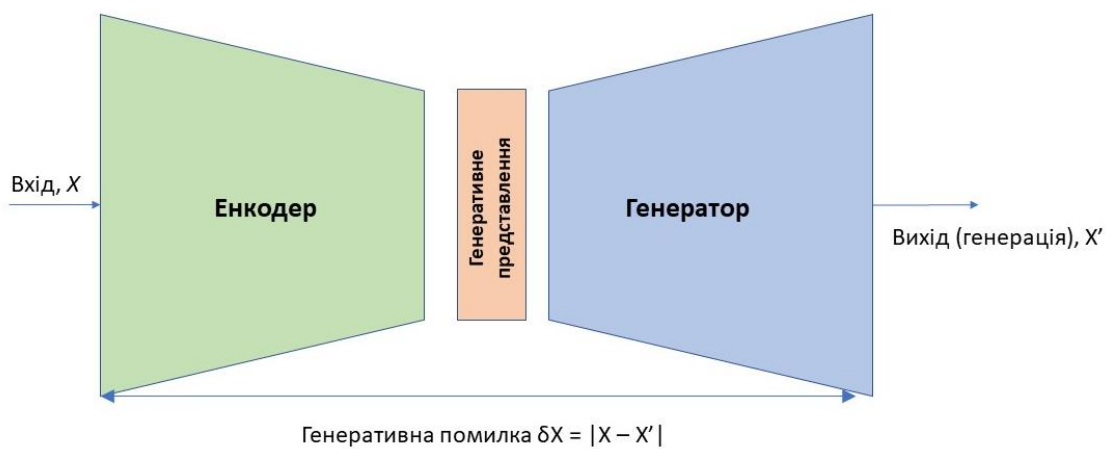 Вхід, X
Енкодер
Генеративне
представлення
Генератор
Вихід (генерація), X’
Генеративна помилка δX = |X – X’|